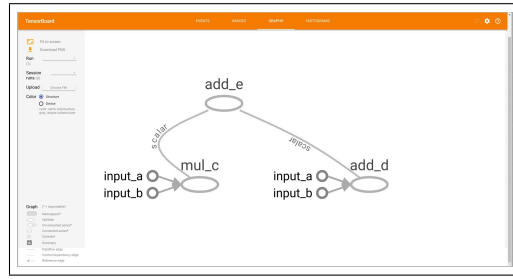 TensorBoard
EVENTS
IMAGES
GRAPHS
HISTOGRAMS
Fit to screen
Download PNG
Run
Session
runs
Upload
Choose File
Color
Structure
Device
Graph
Namespace*
OpNode
Unconnected series*
Connected series*
Constant
Summary
Dataflow edge
Control dependency edge
Reference edge
add_e
scalar
scalar
mul_c
add_d
input_a
input_b
input_a
input_b